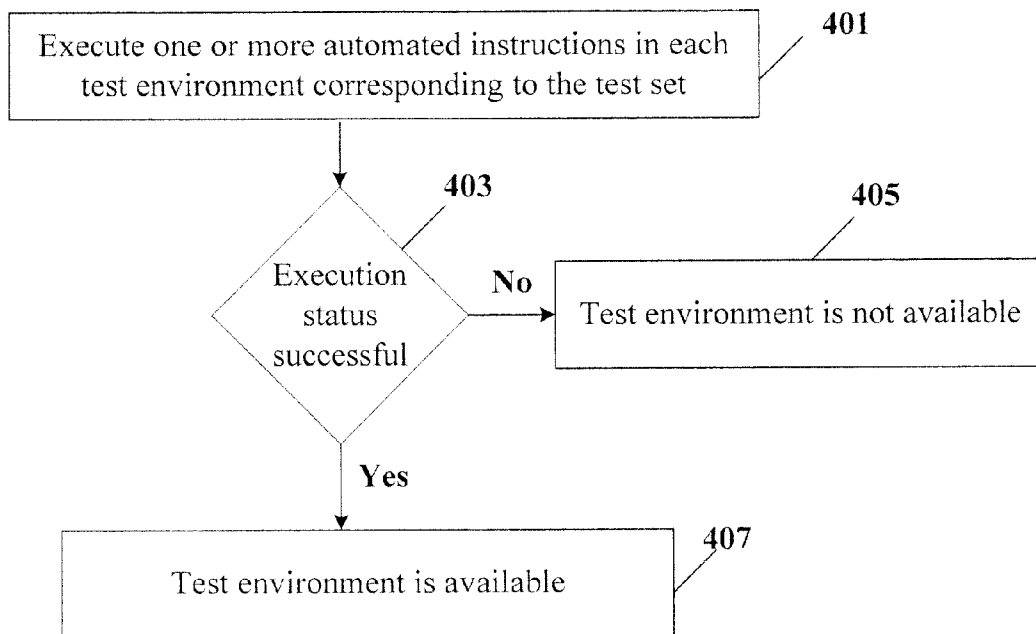 Execute one or more automated instructions in each
test environment corresponding to the test set
401
403
Execution
status
successful
No
405
Test environment is not available
Yes
407
Test environment is available